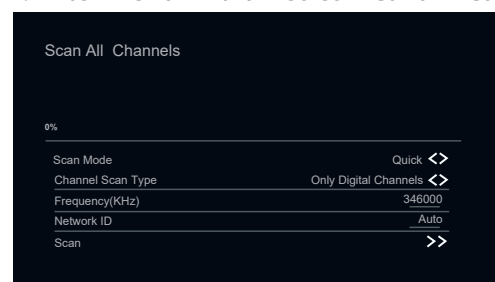 Scan All Channels
0%
Scan Mode Quick <>
Channel Scan Type Only Digital Channels <>
Frequency(KHz) 346000
Network ID Auto
Scan >>